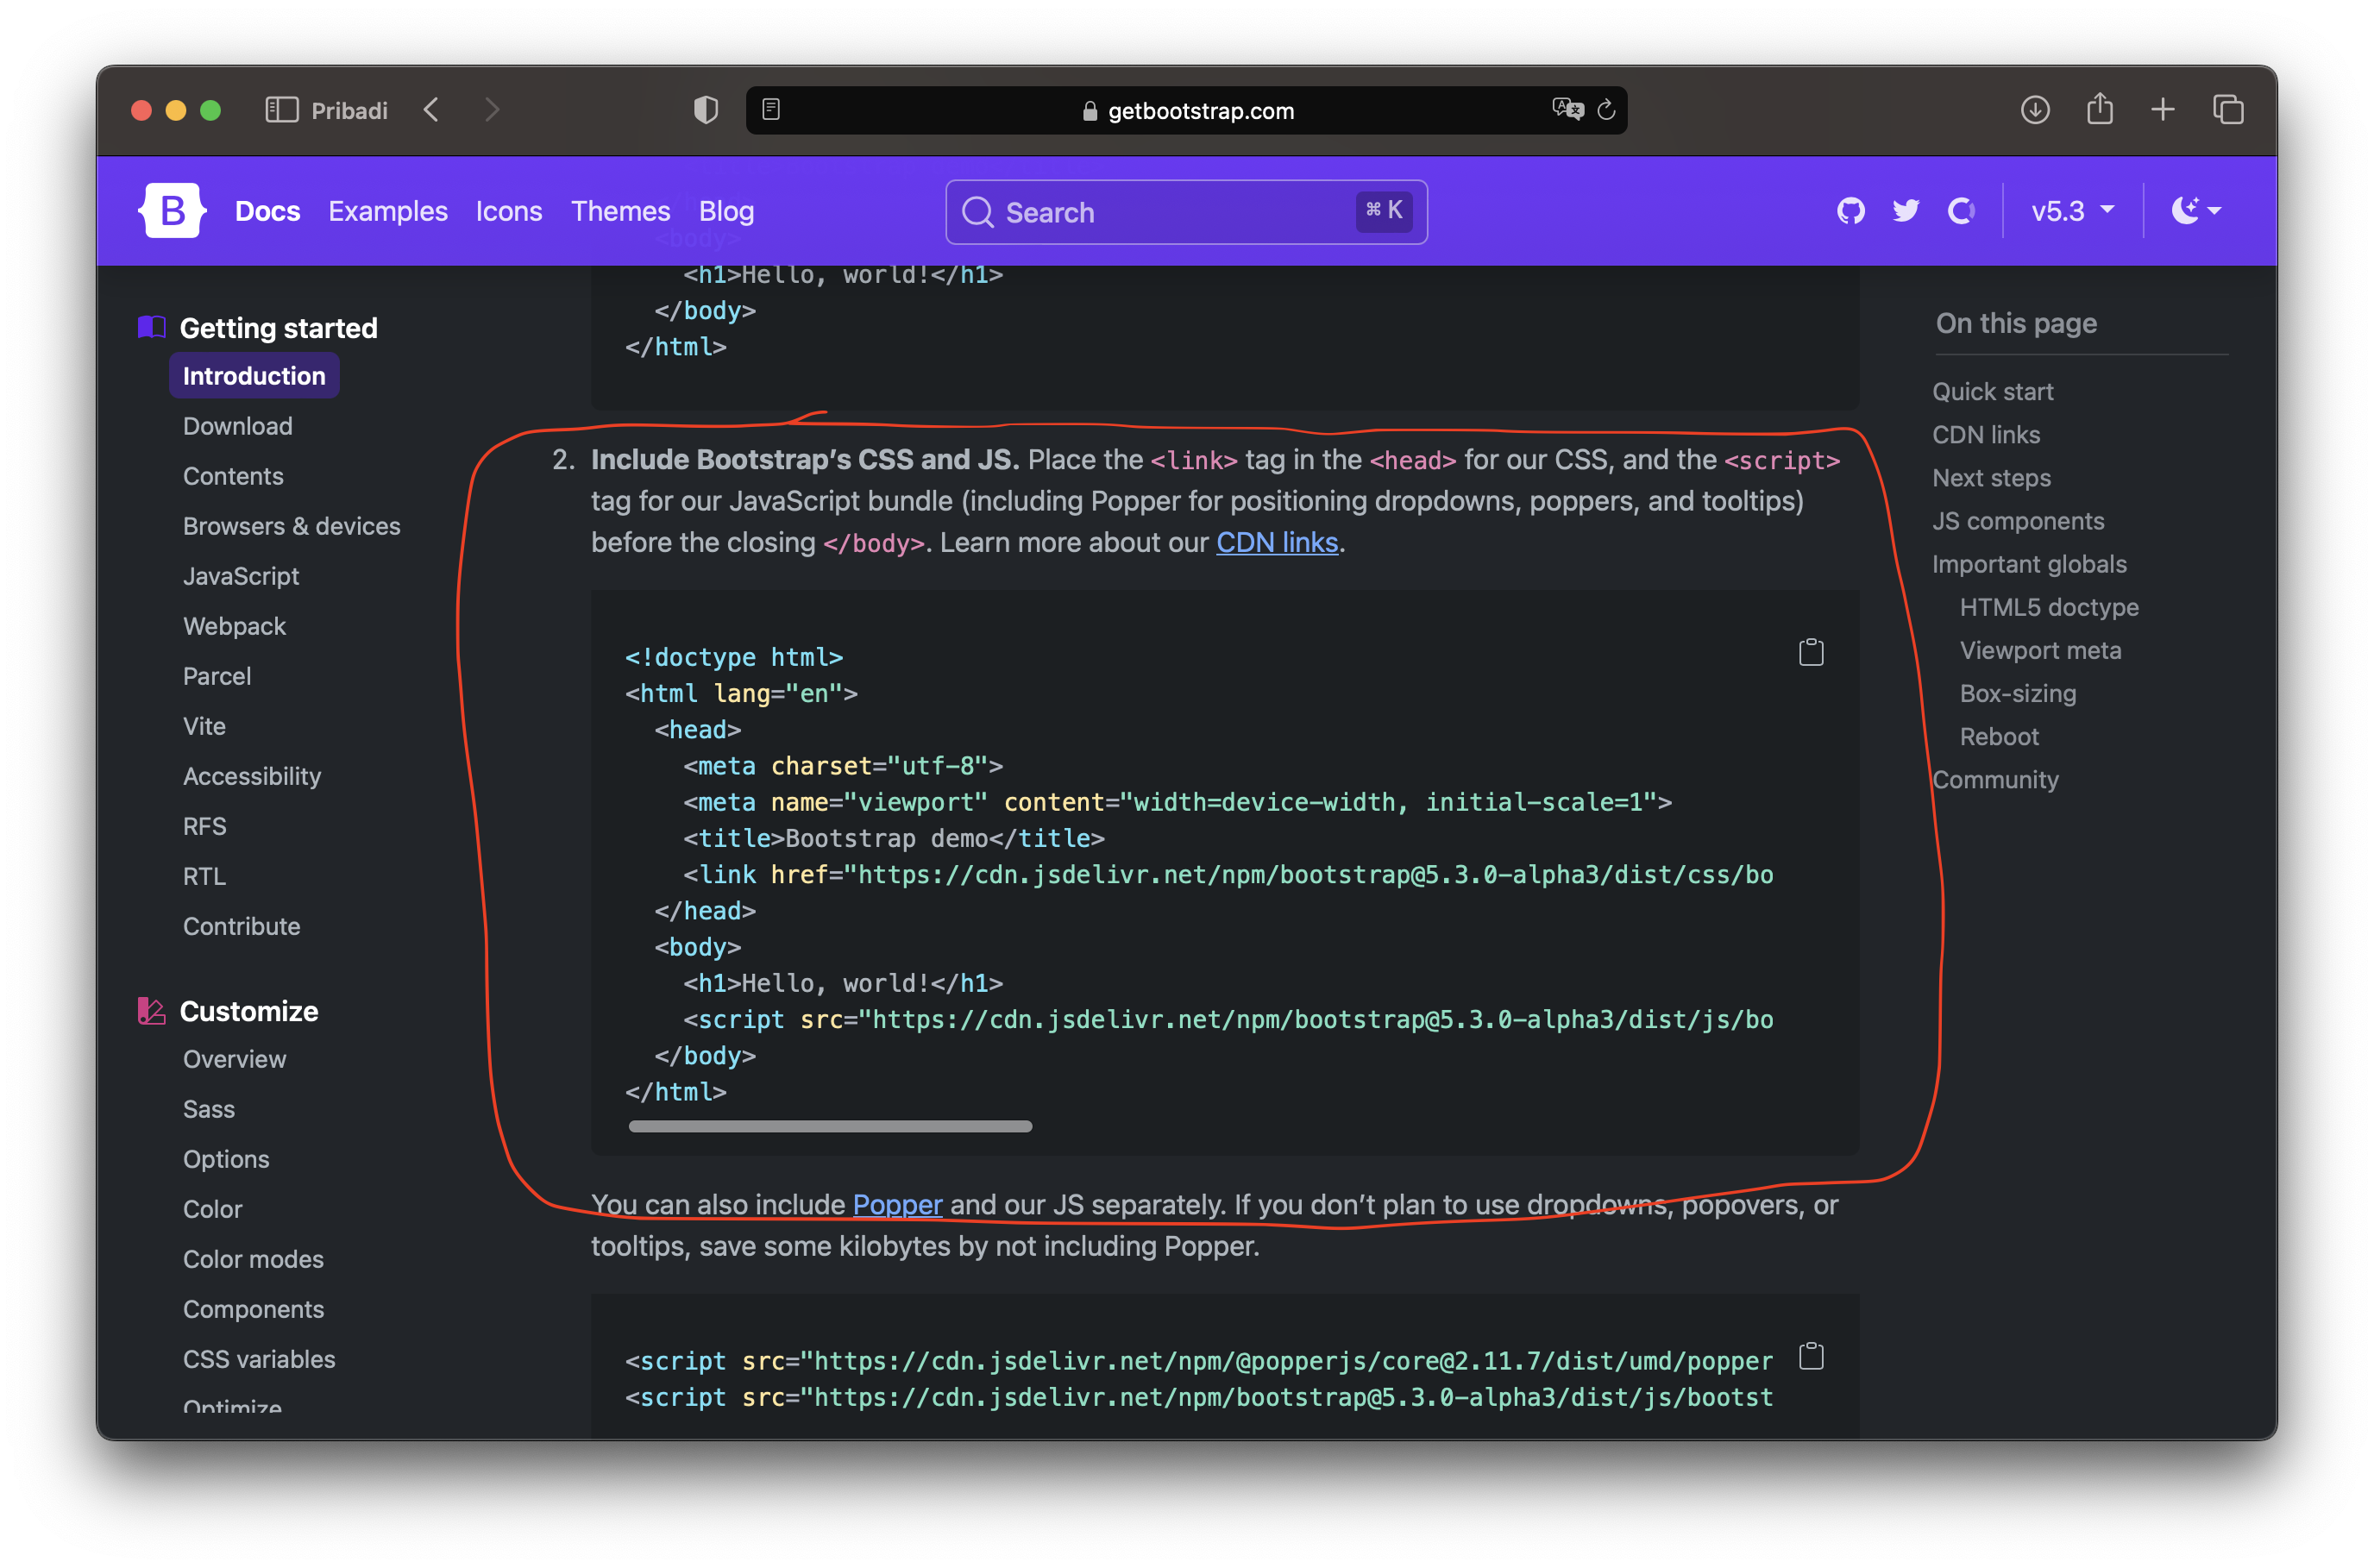 Pribadi
getbootstrap.com
B Docs Examples Icons Themes Blog
Search
⌘ K
v5.3
<body>
Getting started
Introduction
Download
Contents
Browsers & devices
JavaScript
Webpack
Parcel
Vite
Accessibility
RFS
RTL
Contribute
Customize
Overview
Sass
Options
Color
Color modes
Components
CSS variables
Optimize
<h1>Hello, world!</h1>
</body>
</html>
2. Include Bootstrap’s CSS and JS. Place the <link> tag in the <head> for our CSS, and the <script>
tag for our JavaScript bundle (including Popper for positioning dropdowns, poppers, and tooltips)
before the closing </body>. Learn more about our CDN links.
<!doctype html>
<html lang="en">
<head>
<meta charset="utf-8">
<meta name="viewport" content="width=device-width, initial-scale=1">
<title>Bootstrap demo</title>
<link href="https://cdn.jsdelivr.net/npm/bootstrap@5.3.0-alpha3/dist/css/bo
</head>
<body>
<h1>Hello, world!</h1>
<script src="https://cdn.jsdelivr.net/npm/bootstrap@5.3.0-alpha3/dist/js/bo
</body>
</html>
You can also include Popper and our JS separately. If you don’t plan to use dropdowns, popovers, or
tooltips, save some kilobytes by not including Popper.
<script src="https://cdn.jsdelivr.net/npm/@popperjs/core@2.11.7/dist/umd/popper
<script src="https://cdn.jsdelivr.net/npm/bootstrap@5.3.0-alpha3/dist/js/bootst
On this page
Quick start
CDN links
Next steps
JS components
Important globals
HTML5 doctype
Viewport meta
Box-sizing
Reboot
Community